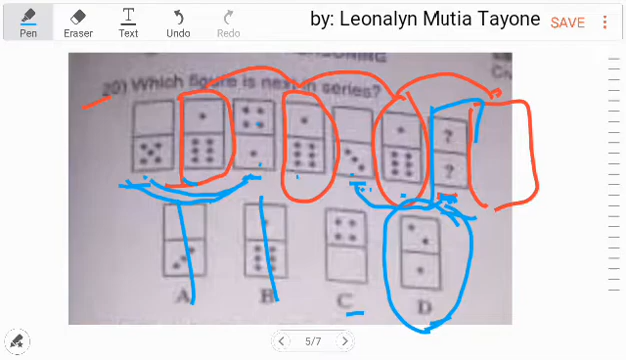 by: Leonalyn Mutia Tayone
Pen
Eraser
Text
Undo
Redo
SAVE
REASONING
20) Which figure is next in series?
?
?
A
B
C
D
5/7